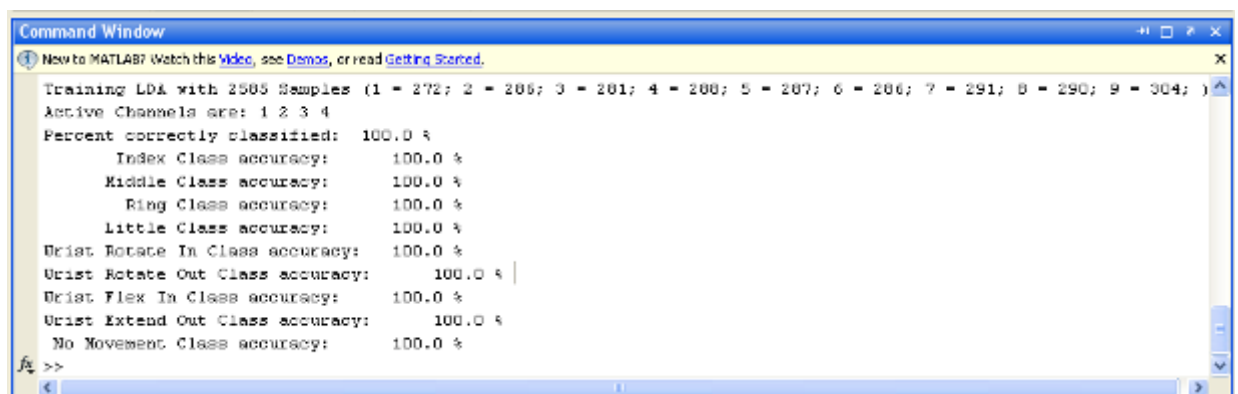 Command Window
New to MATLAB? Watch this Video, see Demos, or read Getting Started.
Training LDA with 2585 Samples (1 = 272; 2 = 286; 3 = 281; 4 = 288; 5 = 287; 6 = 286; 7 = 291; 8 = 290; 9 = 304; )
Active Channels are: 1 2 3 4
Percent correctly classified: 100.0 %
Index Class accuracy: 100.0 %
Middle Class accuracy: 100.0 %
Ring Class accuracy: 100.0 %
Little Class accuracy: 100.0 %
Wrist Rotate In Class accuracy: 100.0 %
Wrist Rotate Out Class accuracy: 100.0 %
Wrist Flex In Class accuracy: 100.0 %
Wrist Extend Out Class accuracy: 100.0 %
No Movement Class accuracy: 100.0 %
fx >>